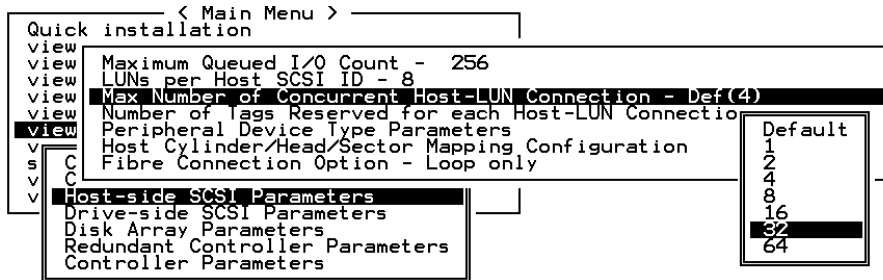 < Main Menu >
Quick installation
view
view
view
view
view
view
v
s
v
v
Maximum Queued I/O Count -  256
LUNs per Host SCSI ID - 8
Max Number of Concurrent Host-LUN Connection - Def(4)
Number of Tags Reserved for each Host-LUN Connectio
Peripheral Device Type Parameters
Host Cylinder/Head/Sector Mapping Configuration
Fibre Connection Option - Loop only
C
C
Host-side SCSI Parameters
Drive-side SCSI Parameters
Disk Array Parameters
Redundant Controller Parameters
Controller Parameters
Default
1
2
4
8
16
32
64